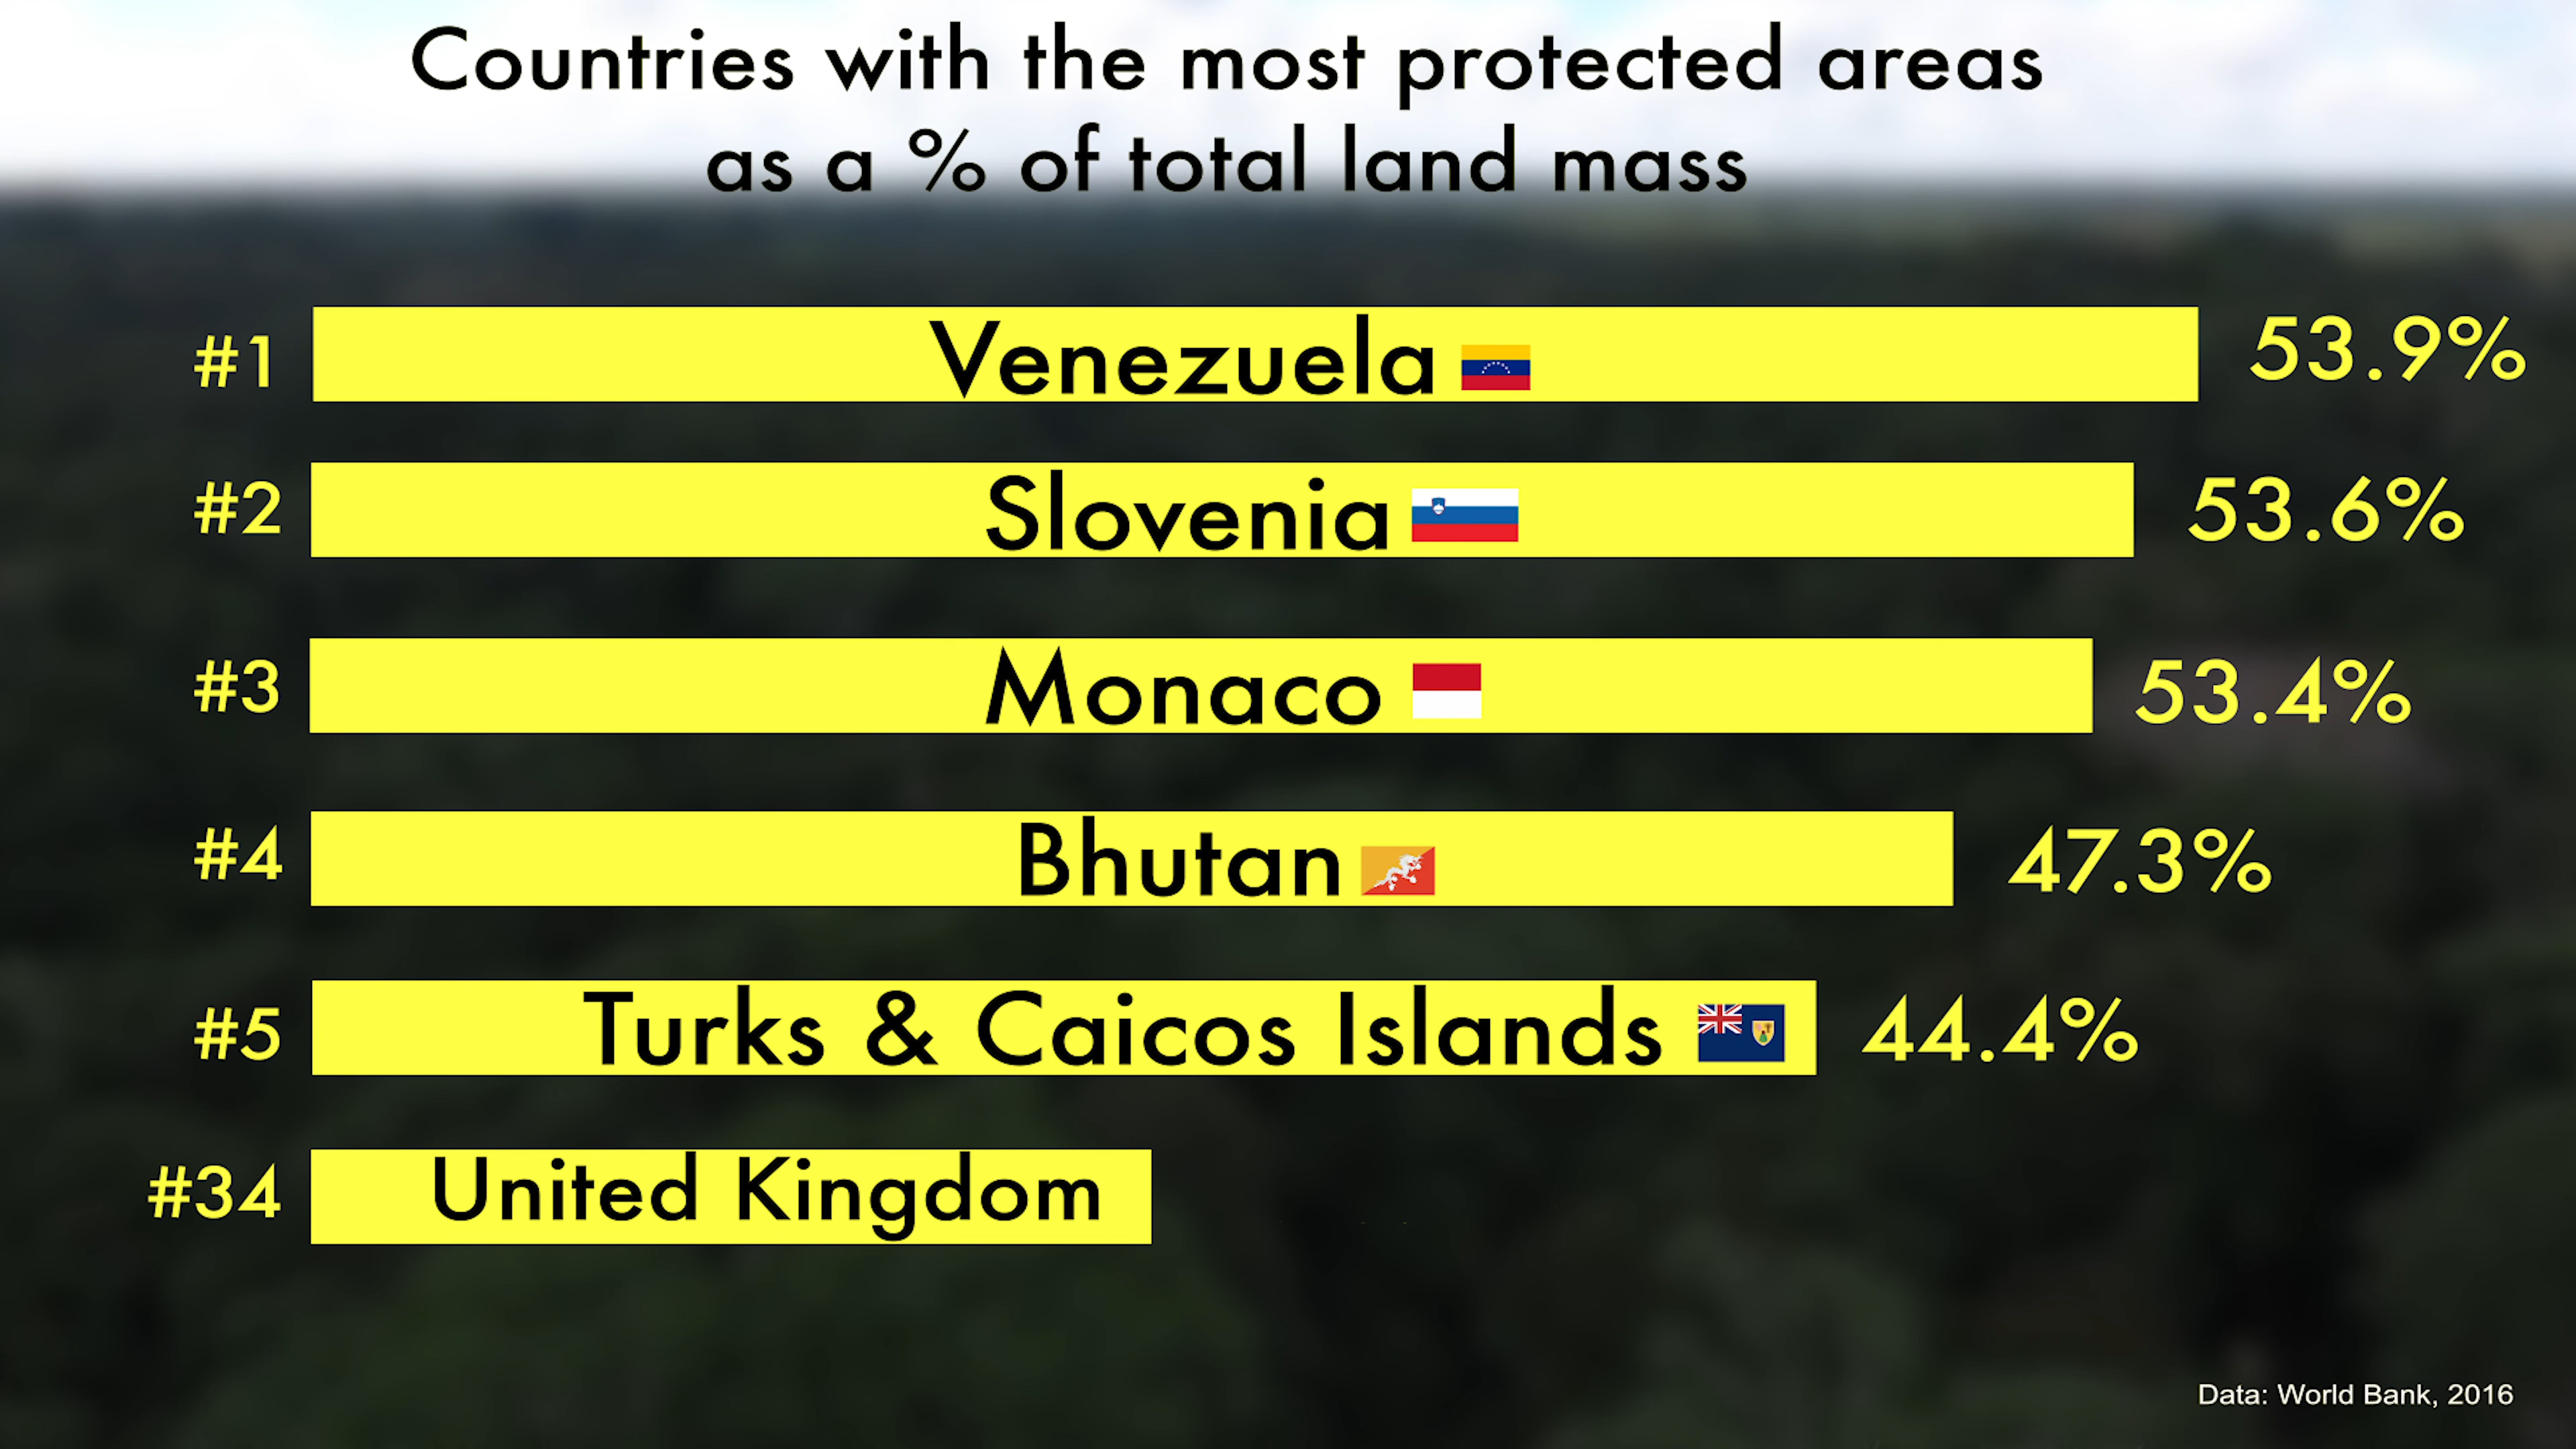 Countries with the most protected areas
as a % of total land mass
#1 Venezuela 53.9%
#2 Slovenia 53.6%
#3 Monaco 53.4%
#4 Bhutan 47.3%
#5 Turks & Caicos Islands 44.4%
#34 United Kingdom
Data: World Bank, 2016